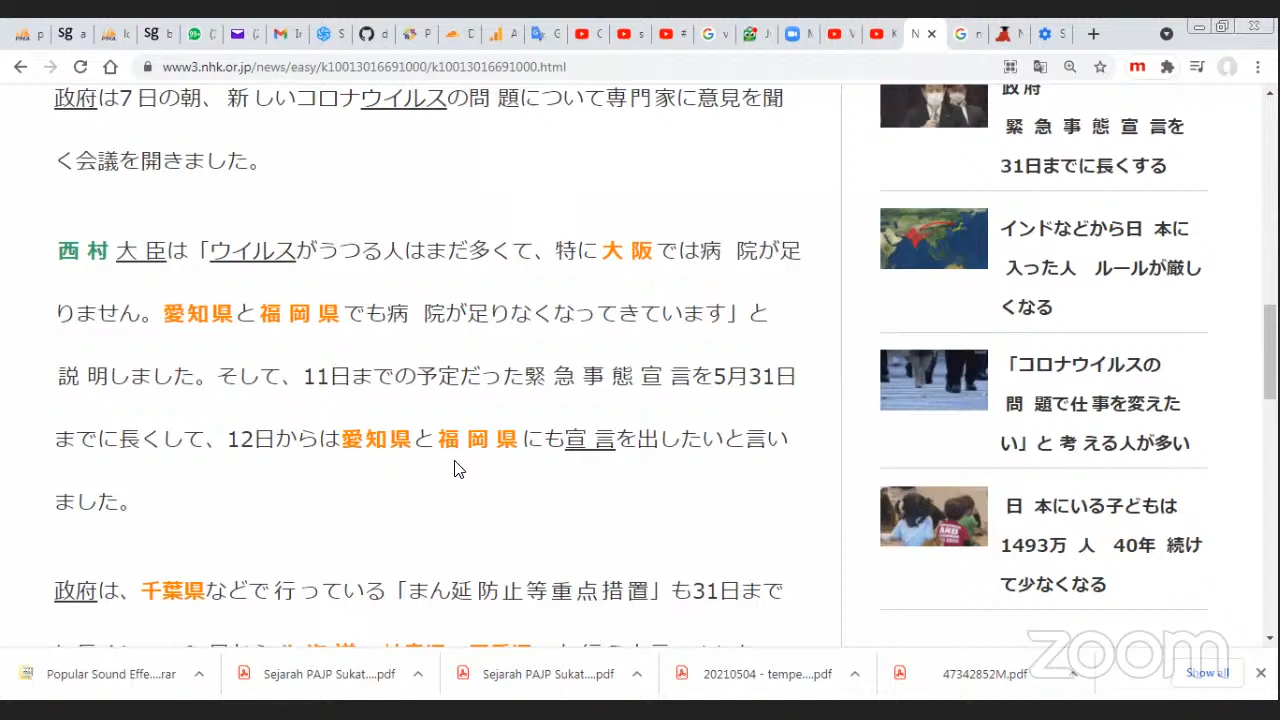 p
Sg a
k
Sg b
99+
www3.nhk.or.jp/news/easy/k10013016691000/k10013016691000.html
政府は7日の朝、新しいコロナウイルスの問題について専門家に意見を聞
く会議を開きました。
西村大臣は「ウイルスがうつる人はまだ多くて、特に大阪では病院が足
りません。愛知県と福岡県でも病院が足りなくなってきています」と
説明しました。そして、11日までの予定だった緊急事態宣言を5月31日
までに長くして、12日からは愛知県と福岡県にも宣言を出したいと言い
ました。
政府は、千葉県などで行っている「まん延防止等重点措置」も31日まで
政府
緊急事態宣言を
31日までに長くする
インドなどから日本に
入った人 ルールが厳し
くなる
「コロナウイルスの
問題で仕事を変えた
い」と考える人が多い
日本にいる子どもは
1493万人 40年続け
て少なくなる
zoom
Popular Sound Effe....rar
Sejarah PAJP Sukat....pdf
Sejarah PAJP Sukat....pdf
20210504 - tempe....pdf
47342852M.pdf
Show all